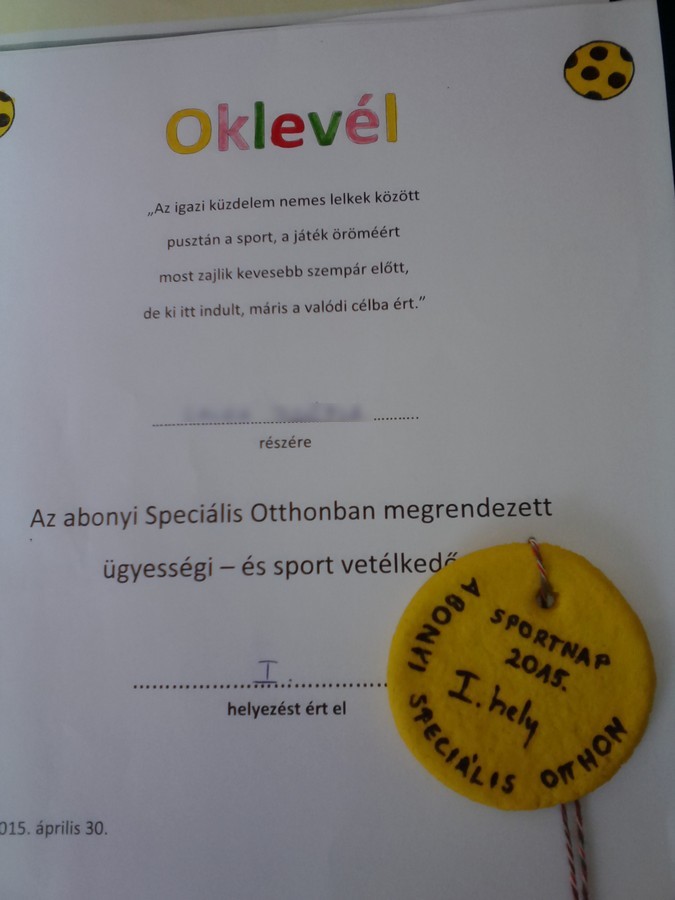 Oklevél
„Az igazi küzdelem nemes lelkek között
pusztán a sport, a játék öröméért
most zajlik kevesebb szempár előtt,
de ki itt indult, máris a valódi célba ért.”
részére
Az abonyi Speciális Otthonban megrendezett
ügyességi – és sport vetélkedő
I.
helyezést ért el
015. április 30.
SPORTNAP
2015.
I. hely
ABONYI SPECIÁLIS OTTHON